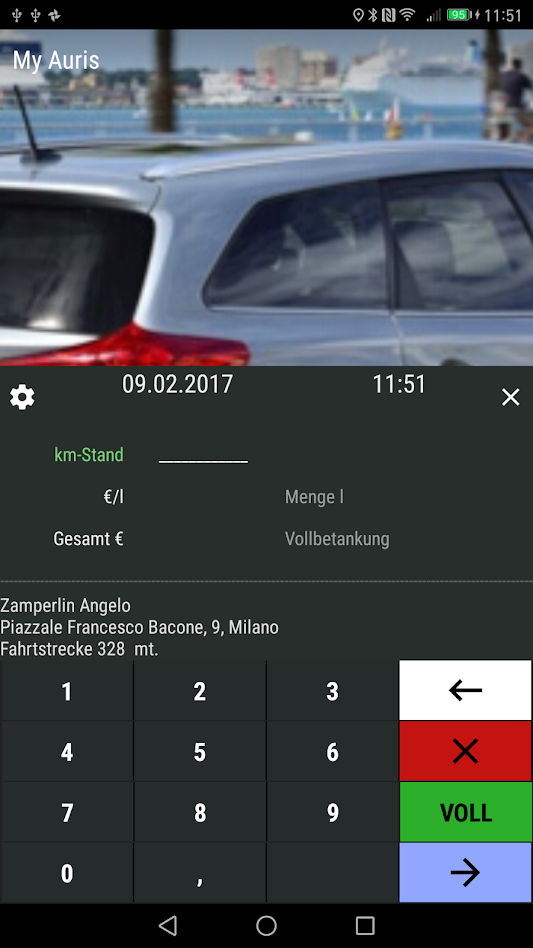 95 11:51
My Auris
09.02.2017 11:51
km-Stand ____________
€/l Menge l
Gesamt € Vollbetankung
Zamperlin Angelo
Piazzale Francesco Bacone, 9, Milano
Fahrtstrecke 328 mt.
1 2 3
4 5 6
7 8 9 VOLL
0 ,